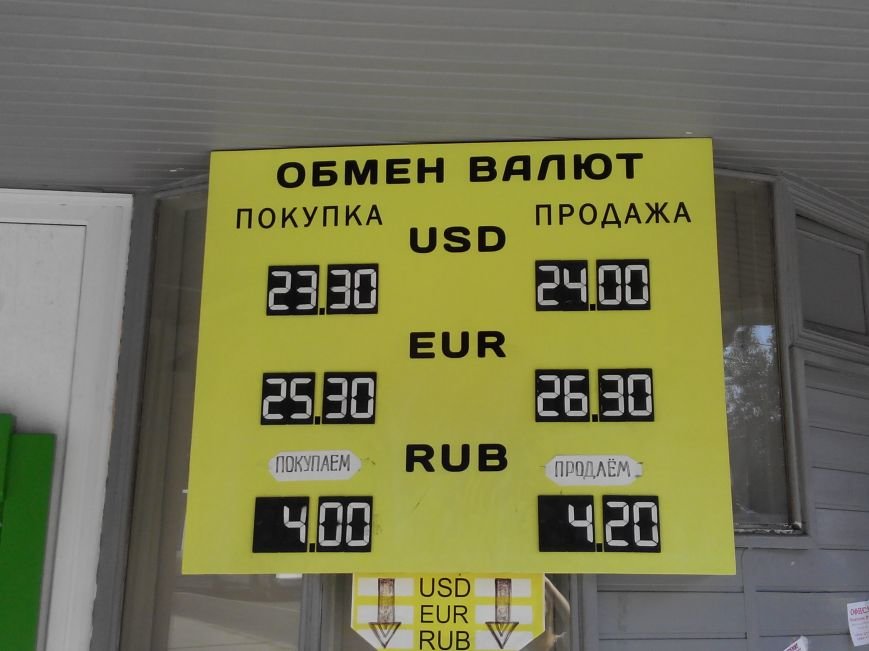 ОБМЕН ВАЛЮТ
ПОКУПКА ПРОДАЖА
USD
23.30 24.00
EUR
25.30 26.30
RUB
ПОКУПАЕМ ПРОДАЁМ
4.00 4.20
USD
EUR
RUB